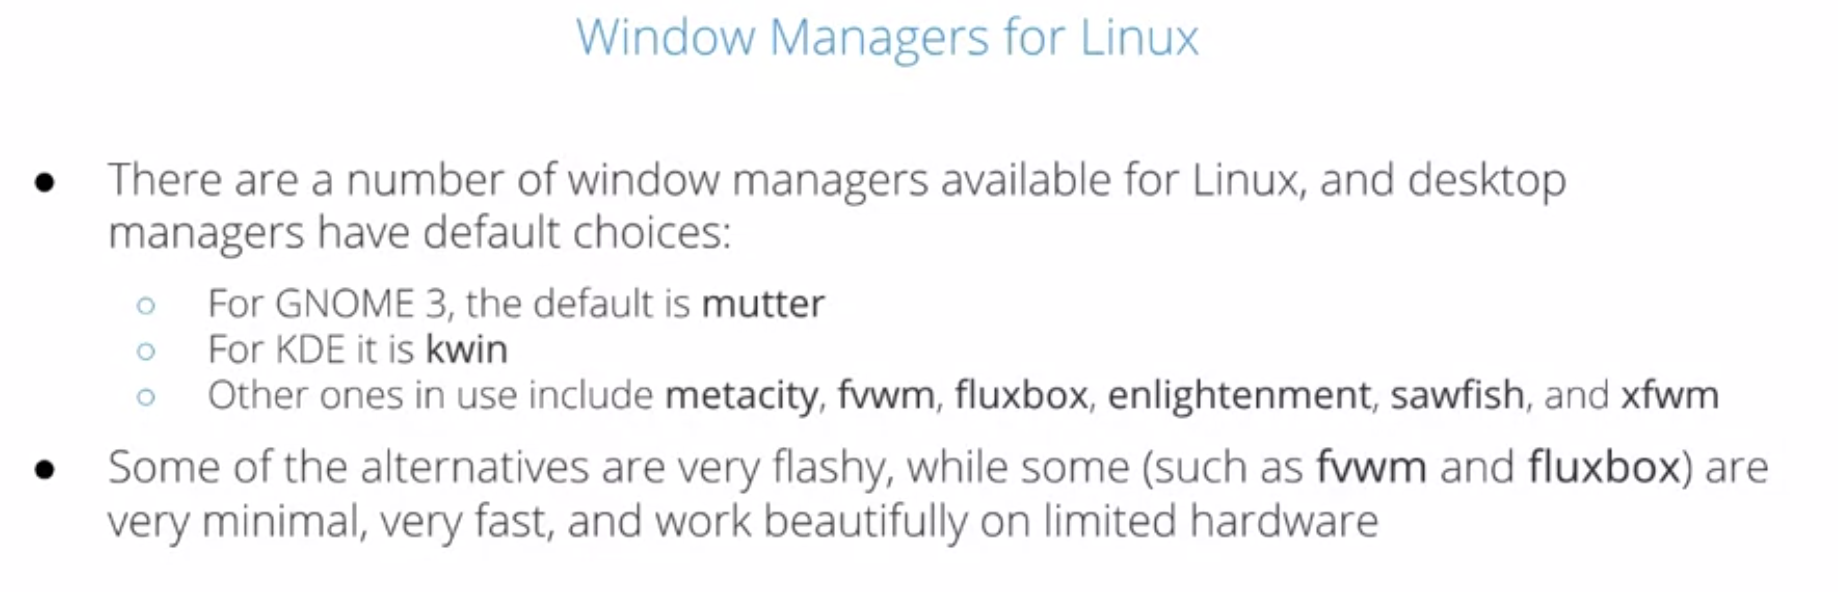 Window Managers for Linux
● There are a number of window managers available for Linux, and desktop
managers have default choices:
○ For GNOME 3, the default is mutter
○ For KDE it is kwin
○ Other ones in use include metacity, fvwm, fluxbox, enlightenment, sawfish, and xfwm
● Some of the alternatives are very flashy, while some (such as fvwm and fluxbox) are
very minimal, very fast, and work beautifully on limited hardware